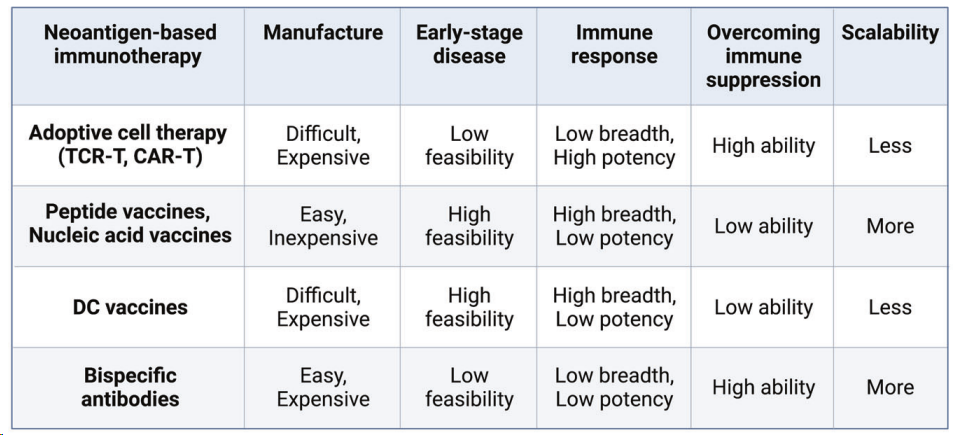 Neoantigen-based immunotherapy Manufacture Early-stage disease Immune response Overcoming immune suppression Scalability
Adoptive cell therapy (TCR-T, CAR-T) Difficult, Expensive Low feasibility Low breadth, High potency High ability Less
Peptide vaccines, Nucleic acid vaccines Easy, Inexpensive High feasibility High breadth, Low potency Low ability More
DC vaccines Difficult, Expensive High feasibility High breadth, Low potency Low ability Less
Bispecific antibodies Easy, Expensive Low feasibility Low breadth, Low potency High ability More